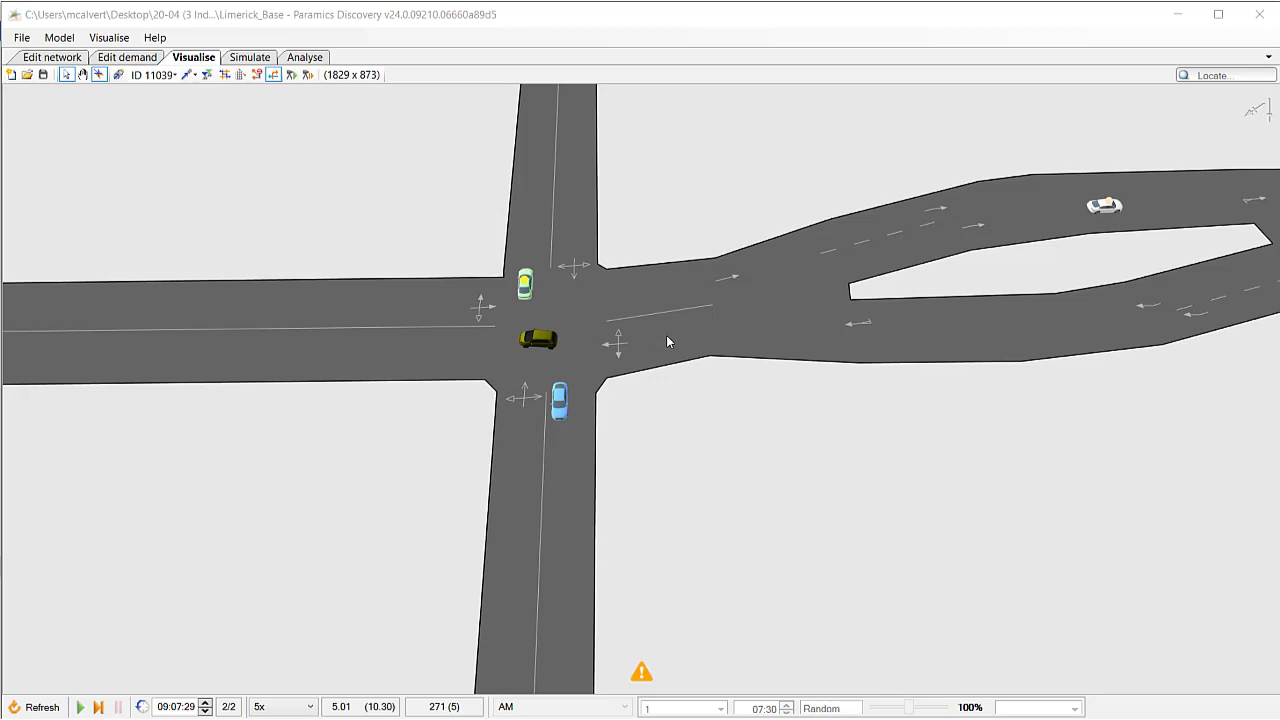 C:\Users\mcalvert\Desktop\20-04 (3 Ind...\Limerick_Base - Paramics Discovery v24.0.09210.06660a89d5
File Model Visualise Help
Edit network Edit demand Visualise Simulate Analyse
ID 11039 (1829 x 873) Locate...
Refresh 09:07:29 2/2 5x 5.01 (10.30) 271 (5) AM 1 07:30 Random 100%